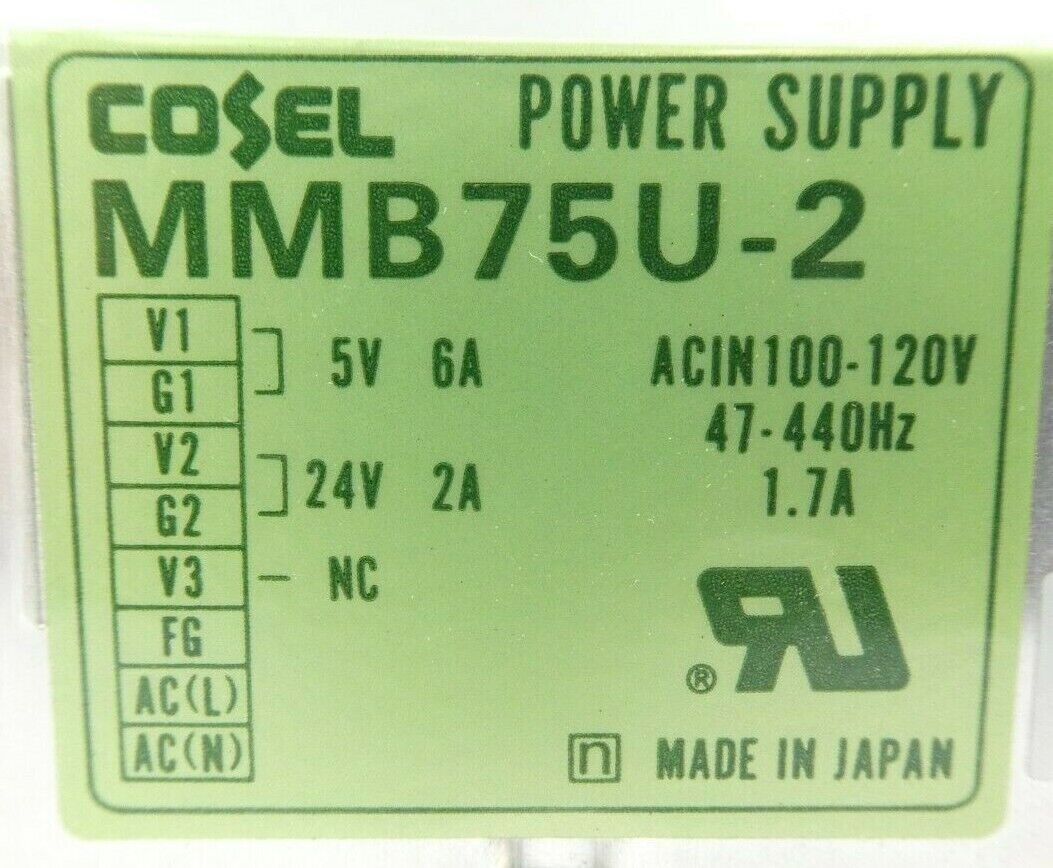 COSEL POWER SUPPLY
MMB75U-2
V1
G1
5V 6A
V2
G2
24V 2A
V3 - NC
FG
AC(L)
AC(N)
ACIN100-120V
47-440Hz
1.7A
RU
®
n MADE IN JAPAN